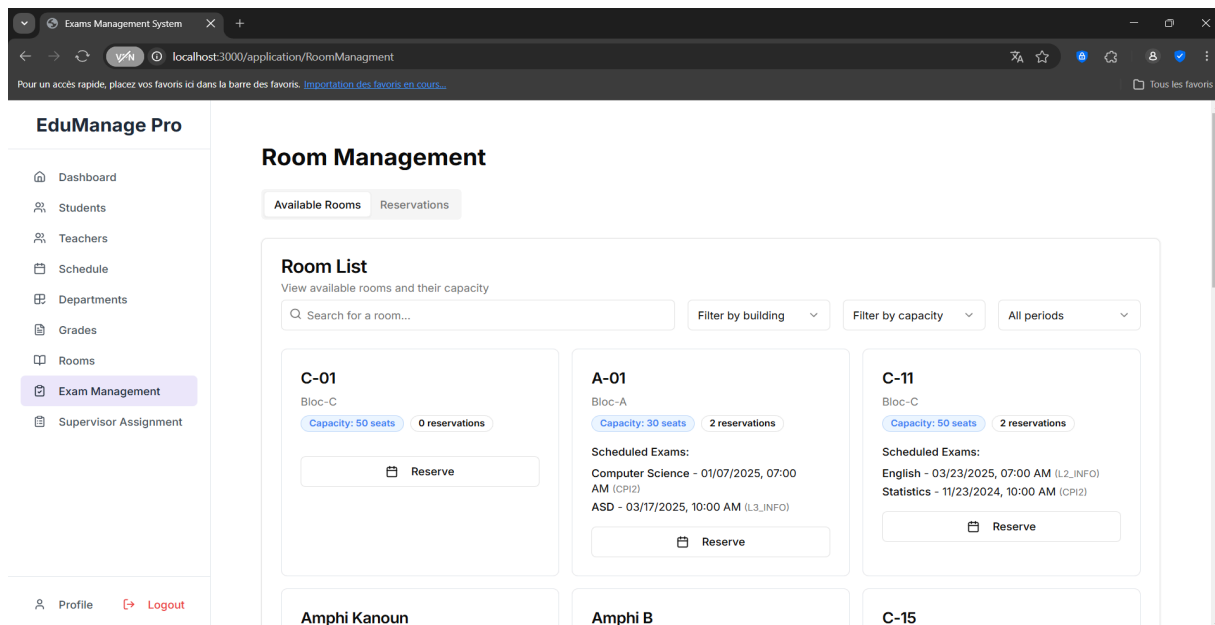 Exams Management System
VPN
localhost:3000/application/RoomManagment
Pour un accès rapide, placez vos favoris ici dans la barre des favoris. Importation des favoris en cours...
Tous les favoris
EduManage Pro
Dashboard
Students
Teachers
Schedule
Departments
Grades
Rooms
Exam Management
Supervisor Assignment
Profile
Logout
Room Management
Available Rooms
Reservations
Room List
View available rooms and their capacity
Search for a room...
Filter by building
Filter by capacity
All periods
C-01
Bloc-C
Capacity: 50 seats
0 reservations
Reserve
A-01
Bloc-A
Capacity: 30 seats
2 reservations
Scheduled Exams:
Computer Science - 01/07/2025, 07:00
AM (CPI2)
ASD - 03/17/2025, 10:00 AM (L3_INFO)
Reserve
C-11
Bloc-C
Capacity: 50 seats
2 reservations
Scheduled Exams:
English - 03/23/2025, 07:00 AM (L2_INFO)
Statistics - 11/23/2024, 10:00 AM (CPI2)
Reserve
Amphi Kanoun
Amphi B
C-15